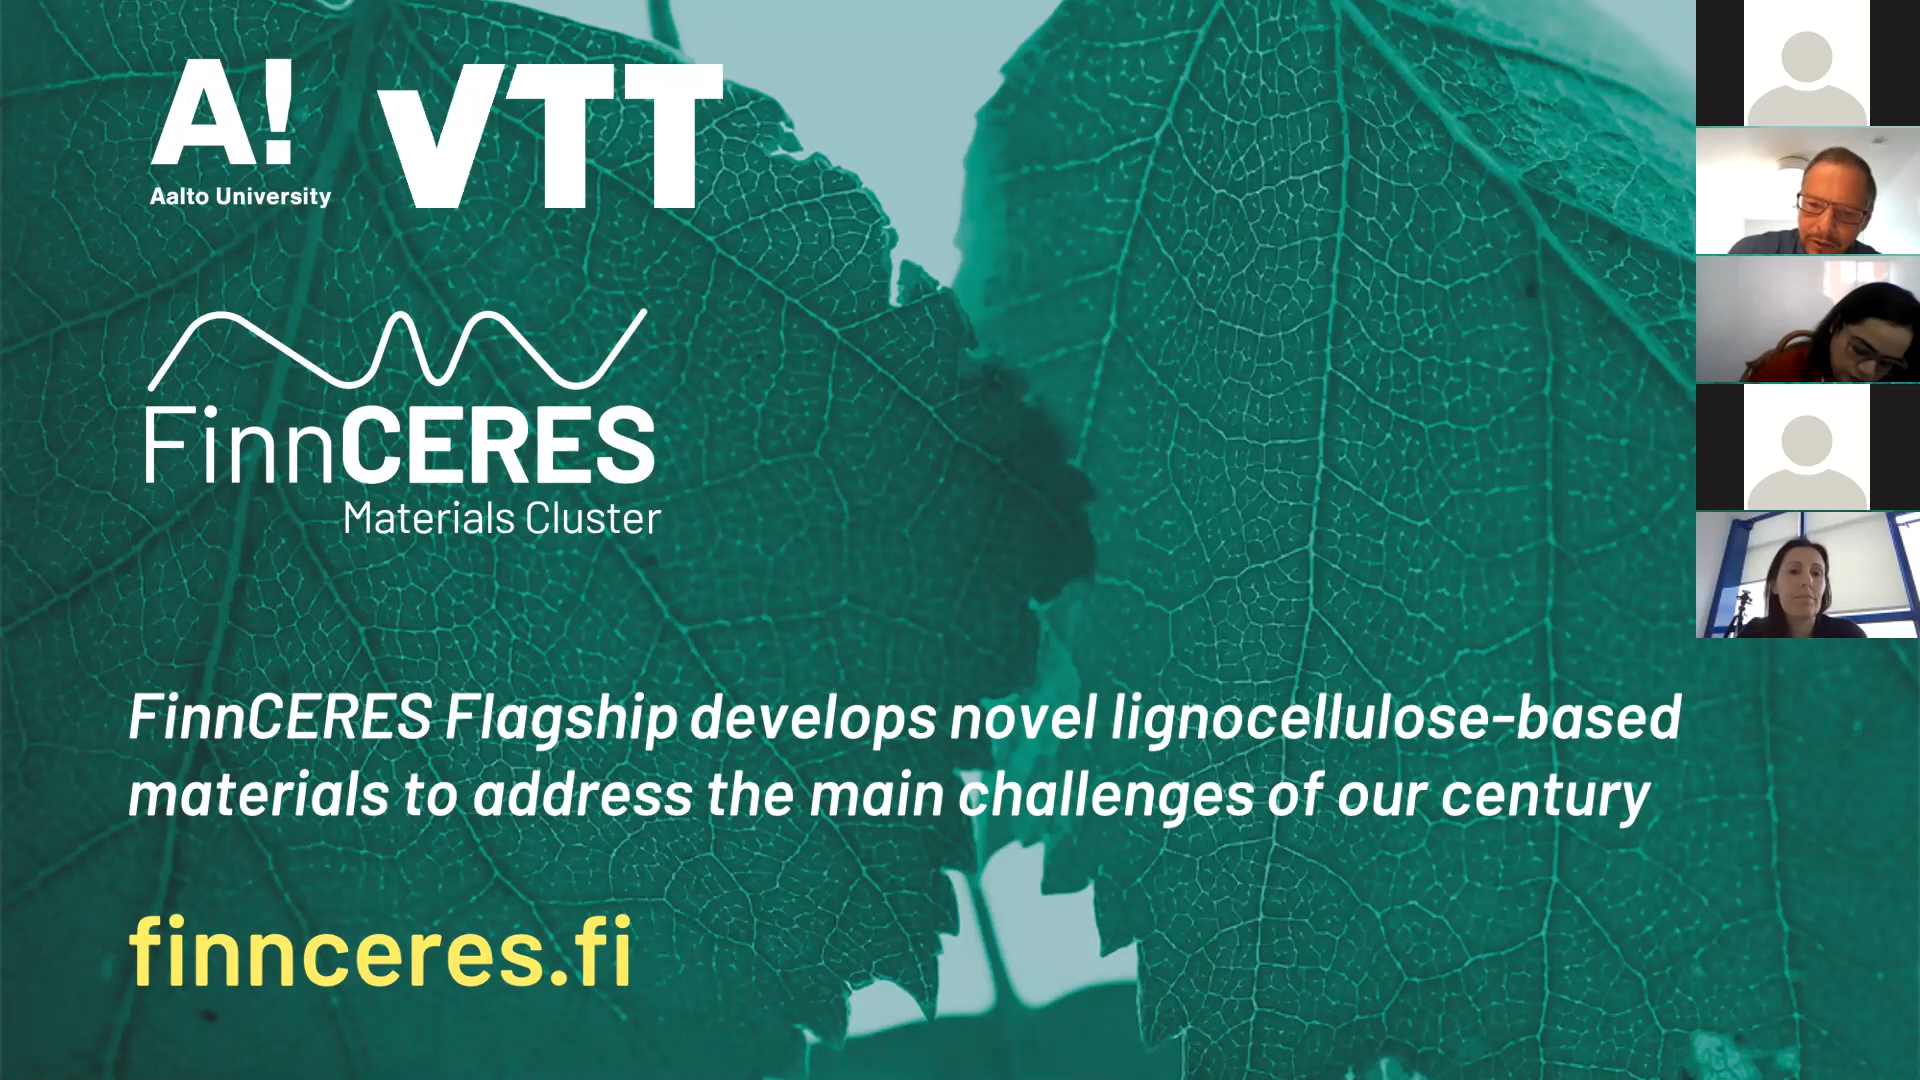 A!
Aalto University
VTT
FinnCERES
Materials Cluster
FinnCERES Flagship develops novel lignocellulose-based
materials to address the main challenges of our century
finnceres.fi